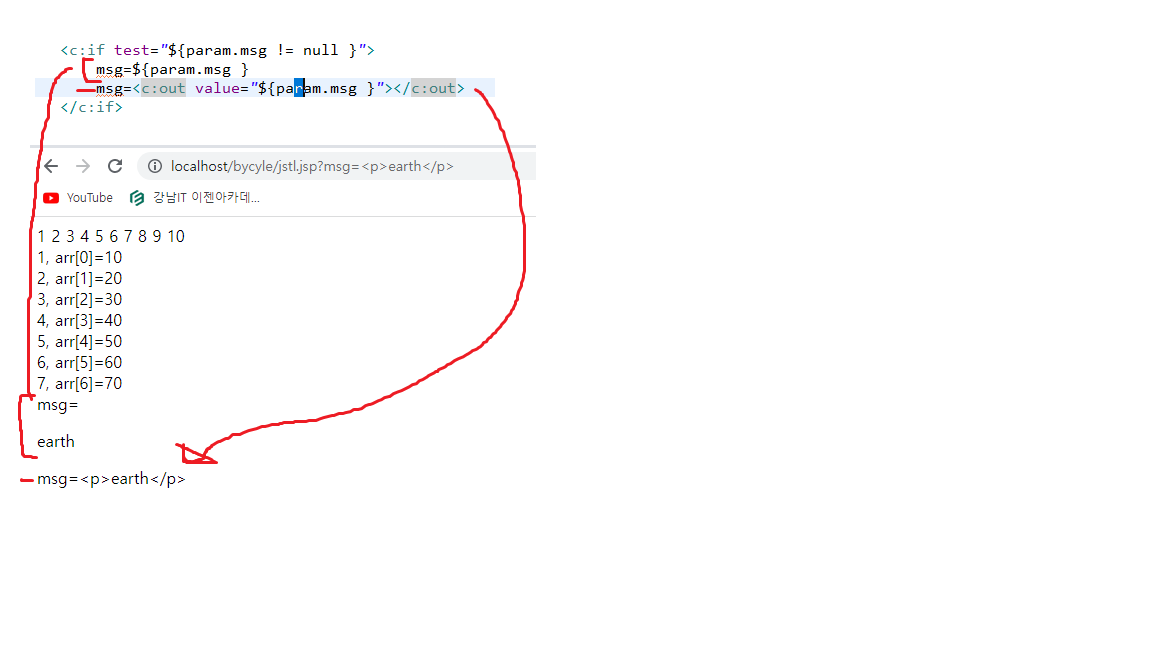 <c:if test="${param.msg != null }">
msg=${param.msg }
msg=<c:out value="${param.msg }"></c:out>
</c:if>
localhost/bycyle/jstl.jsp?msg=<p>earth</p>
YouTube 강남IT 이젠아카데...
1 2 3 4 5 6 7 8 9 10
1, arr[0]=10
2, arr[1]=20
3, arr[2]=30
4, arr[3]=40
5, arr[4]=50
6, arr[5]=60
7, arr[6]=70
msg=
earth
msg=<p>earth</p>